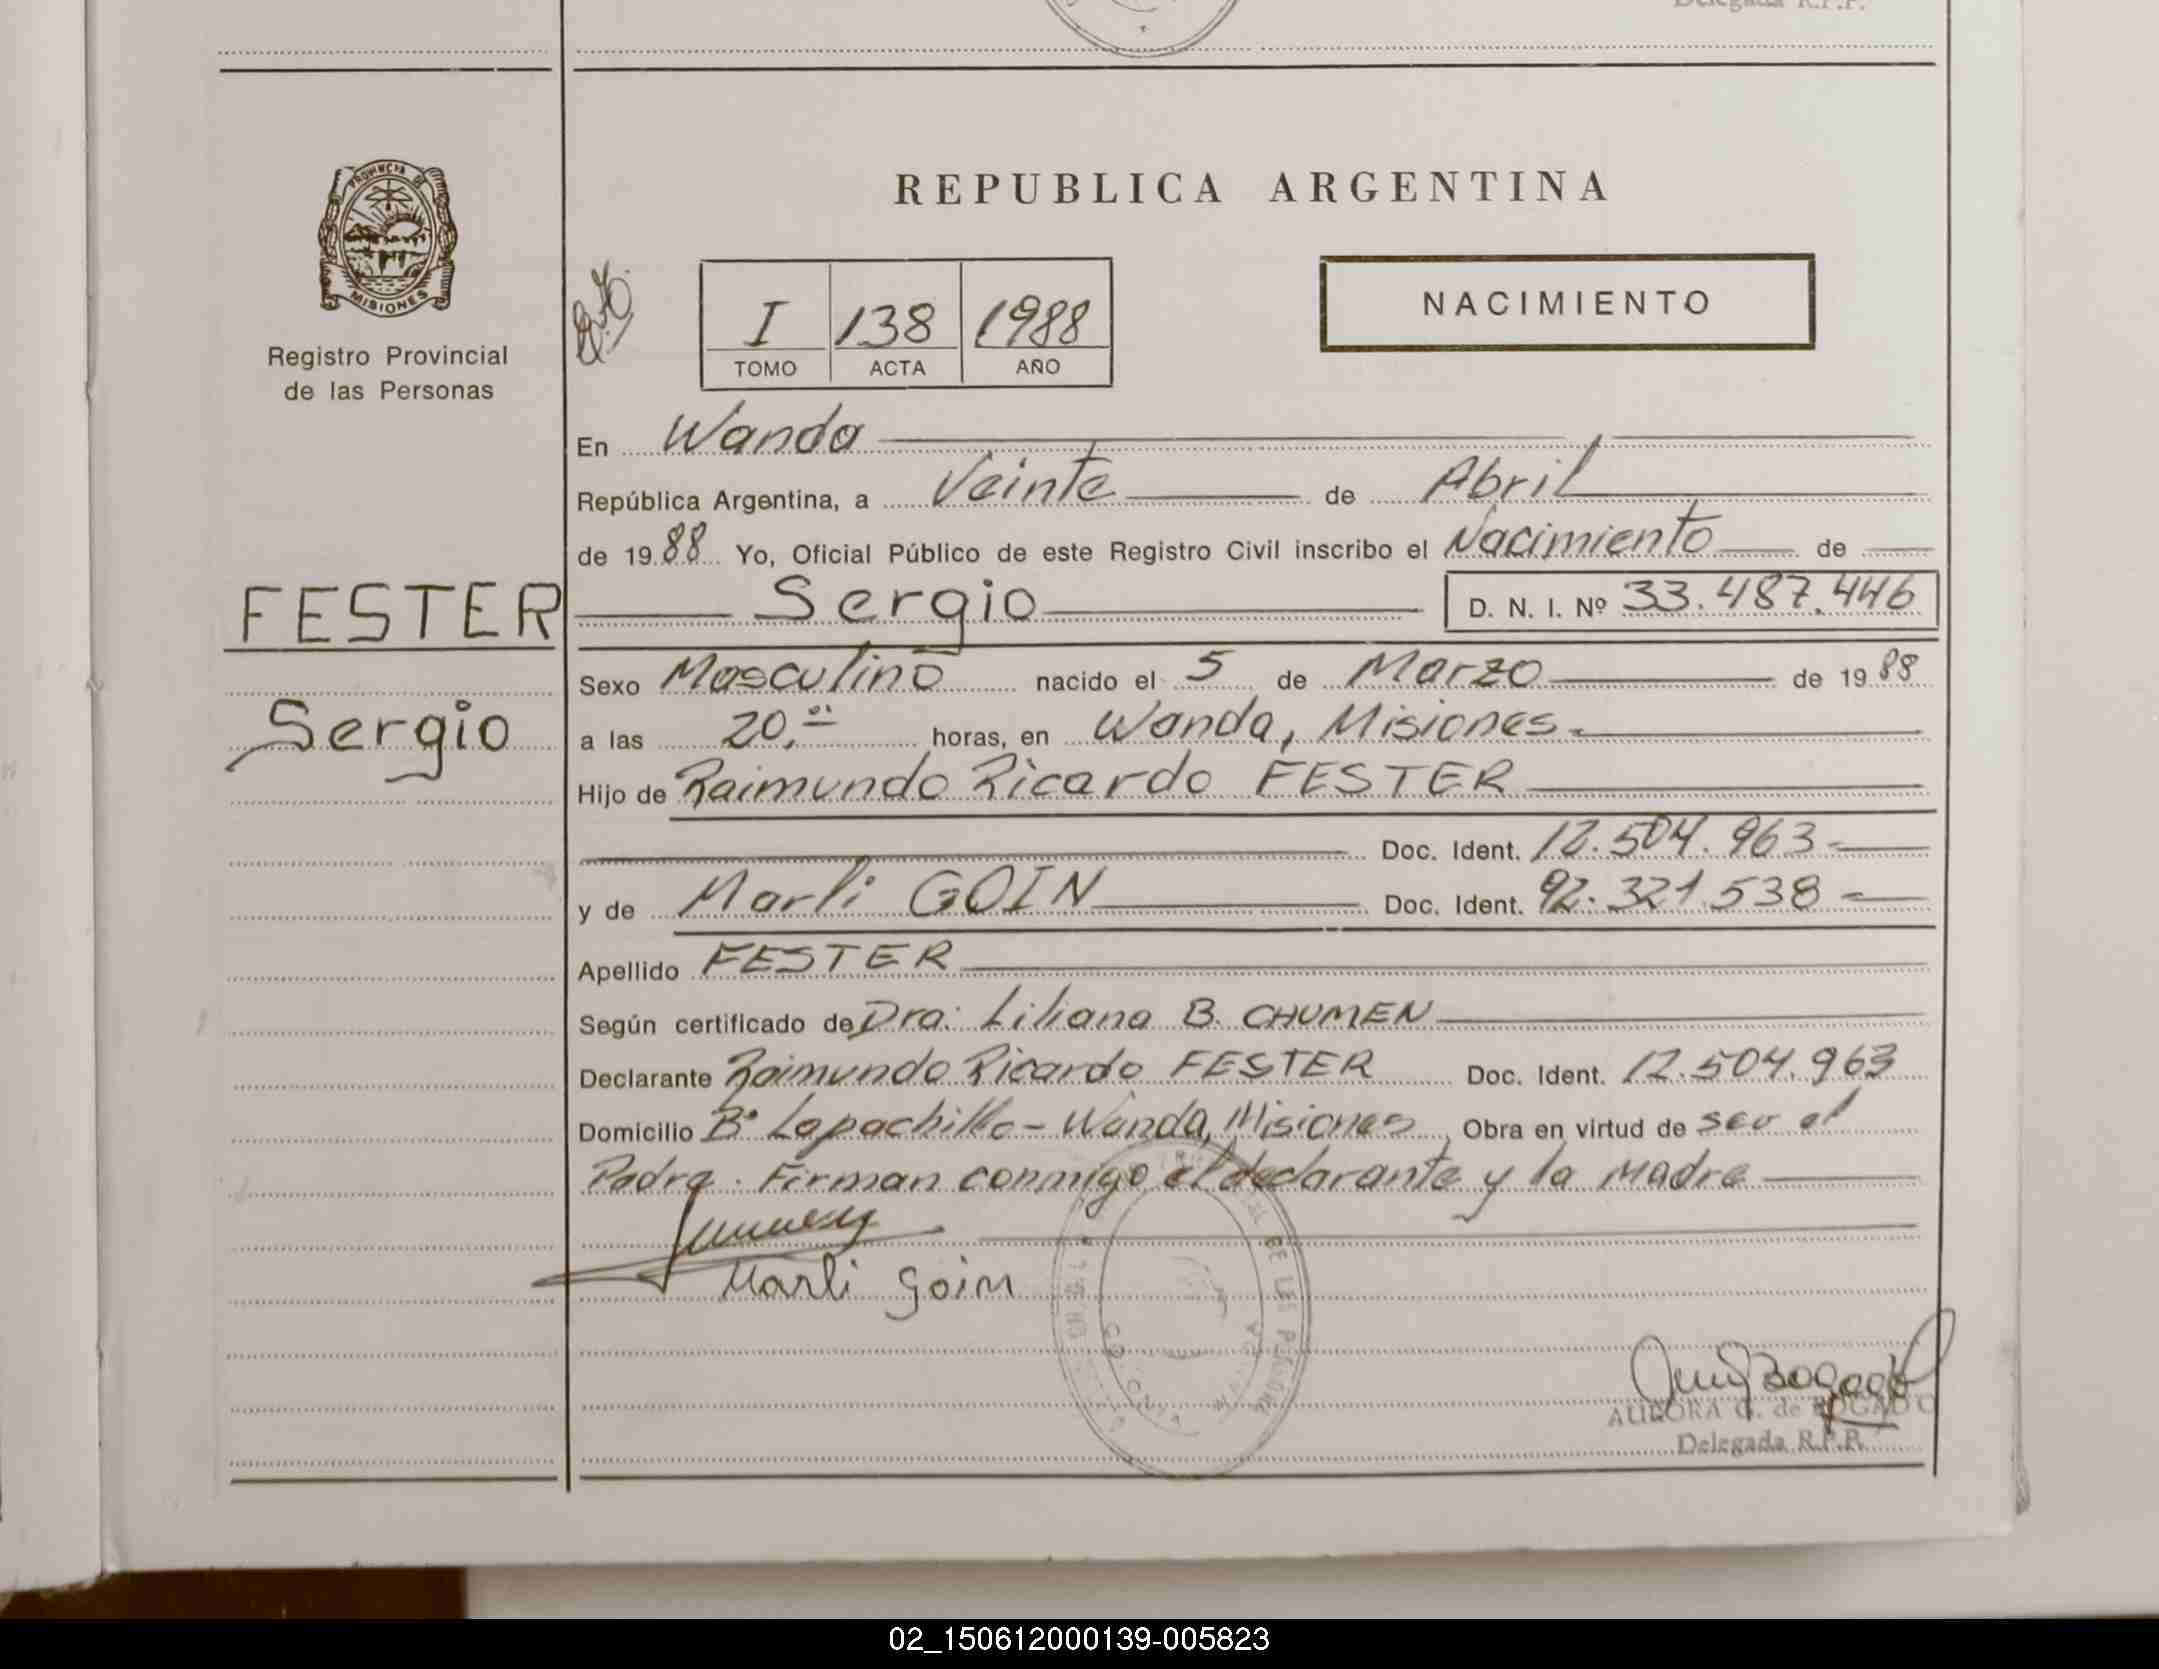 Delegada R.P.P.
PROVINCIA DE
MISIONES
Registro Provincial
de las Personas
REPUBLICA ARGENTINA
I 138 1988
TOMO ACTA AÑO
NACIMIENTO
En Wanda
República Argentina, a Veinte de Abril
de 1988 Yo, Oficial Público de este Registro Civil inscribo el Nacimiento de
FESTER
Sergio D. N. I. Nº 33.487.446
Sexo Masculino nacido el 5 de Marzo de 1988
Sergio
a las 20,= horas, en Wanda, Misiones.
Hijo de Raimundo Ricardo FESTER
Doc. Ident. 12.504.963
y de Marli GOIN Doc. Ident. 92.321.538
Apellido FESTER
Según certificado de Dra. Liliana B. CHUMEN
Declarante Raimundo Ricardo FESTER Doc. Ident. 12.504.963
Domicilio Bº Lapachillo - Wanda, Misiones, Obra en virtud de ser el
Padre. Firman conmigo el declarante y la Madre
Marli Goin
Bogado
AURORA G. de BOGADO
Delegada R.P.P.
02_150612000139-005823